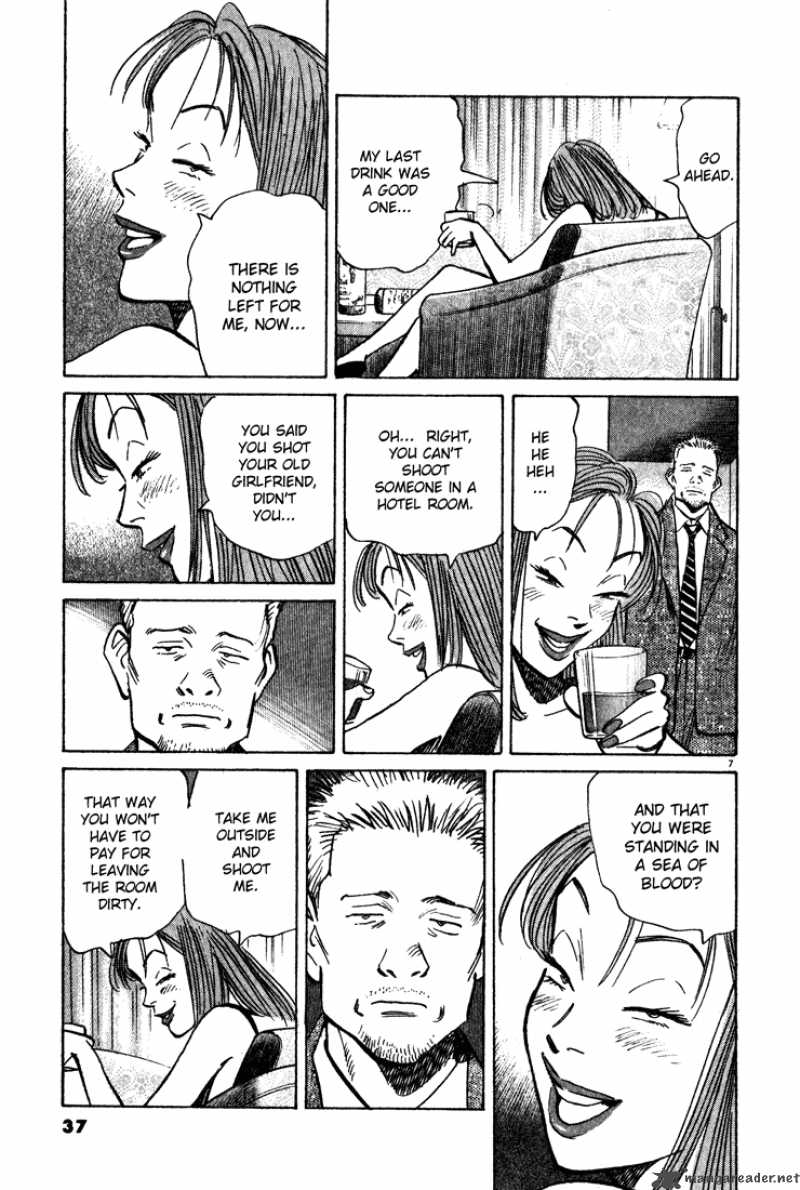 GO
AHEAD.
MY LAST
DRINK WAS
A GOOD
ONE...
THERE IS
NOTHING
LEFT FOR
ME, NOW...
HE
HE
HEH
...
OH... RIGHT,
YOU CAN'T
SHOOT
SOMEONE IN A
HOTEL ROOM.
YOU SAID
YOU SHOT
YOUR OLD
GIRLFRIEND,
DIDN'T
YOU...
7
AND THAT
YOU WERE
STANDING IN
A SEA OF
BLOOD?
TAKE ME
OUTSIDE
AND
SHOOT
ME.
THAT WAY
YOU WON'T
HAVE TO
PAY FOR
LEAVING
THE ROOM
DIRTY.
37
mangareader.net